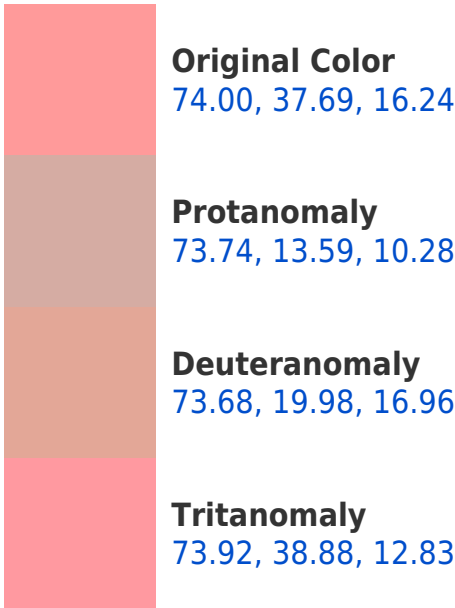 Original Color
74.00, 37.69, 16.24
Protanomaly
73.74, 13.59, 10.28
Deuteranomaly
73.68, 19.98, 16.96
Tritanomaly
73.92, 38.88, 12.83